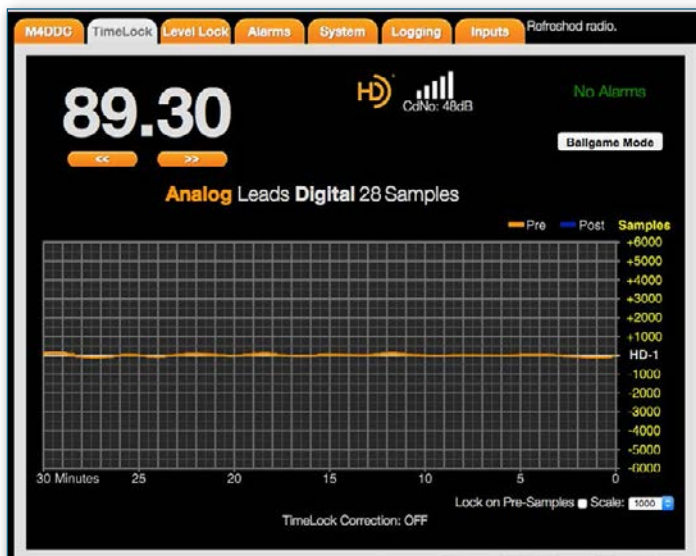 M4DDC TimeLock Level Lock Alarms System Logging Inputs Refreshed radio.
89.30
HD
CdNo: 48dB
No Alarms
<< >>
Ballgame Mode
Analog Leads Digital 28 Samples
Pre Post Samples
+6000
+5000
+4000
+3000
+2000
+1000
HD-1
-1000
-2000
-3000
-4000
-5000
-6000
30 Minutes 25 20 15 10 5 0
Lock on Pre-Samples Scale: 1000
TimeLock Correction: OFF